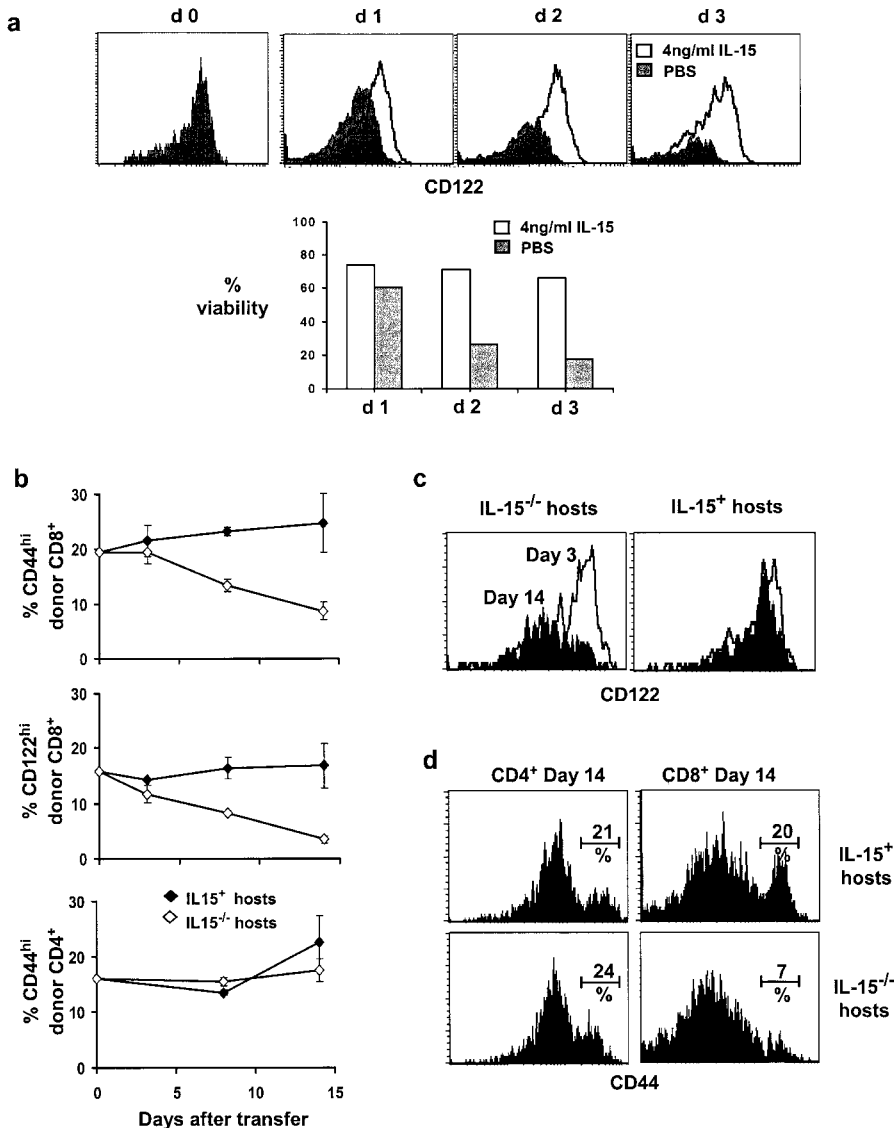 a
d 0 d 1 d 2 d 3
4ng/ml IL-15
PBS
CD122
4ng/ml IL-15
PBS
%
viability
100
80
60
40
20
0
d 1 d 2 d 3
b
30
20
10
0
% CD44hi
donor CD8+
0 5 10 15
30
20
10
0
% CD122hi
donor CD8+
IL15+ hosts
IL15-/- hosts
30
20
10
0
% CD44hi
donor CD4+
0 5 10 15
Days after transfer
c
IL-15-/- hosts IL-15+ hosts
Day 3
Day 14
CD122
d
CD4+ Day 14 CD8+ Day 14
21
%
20
%
IL-15+
hosts
24
%
7
%
IL-15-/-
hosts
CD44